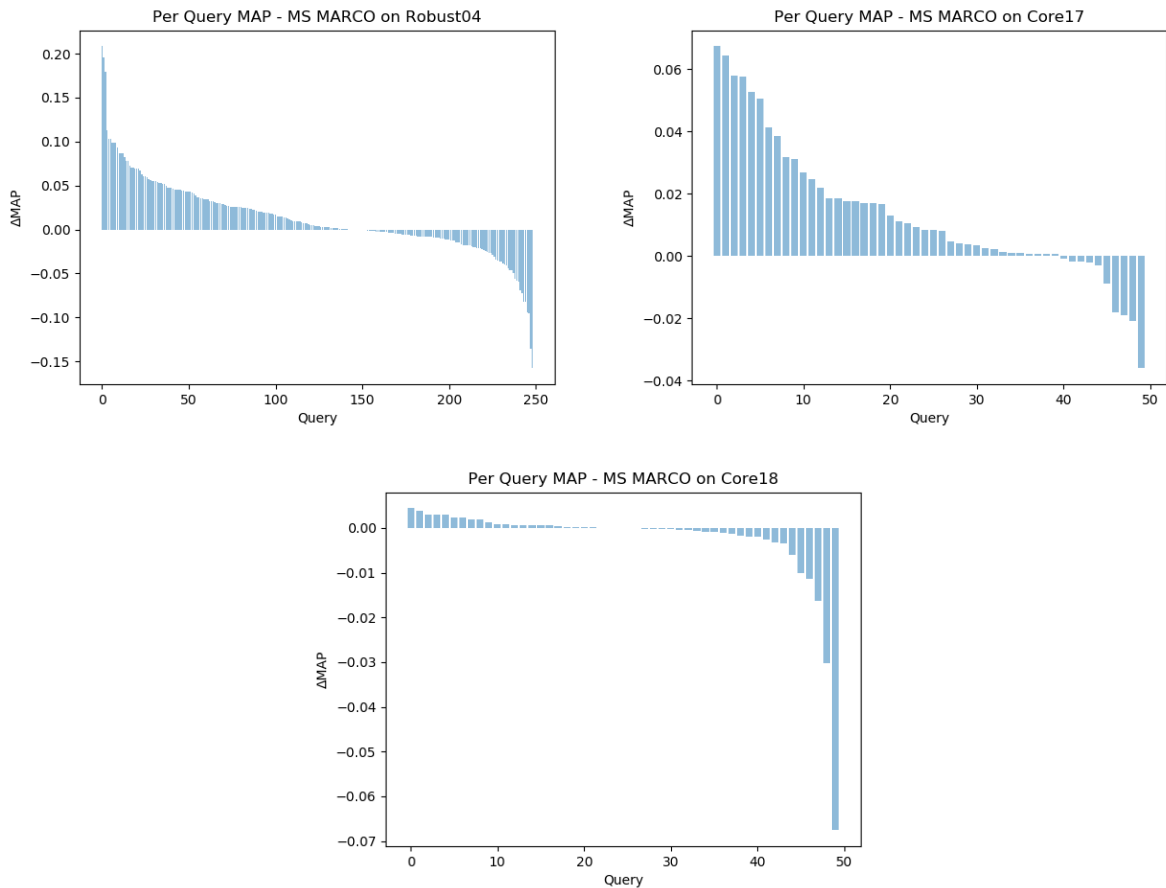 Per Query MAP - MS MARCO on Robust04
0.20
0.15
0.10
0.05
0.00
−0.05
−0.10
−0.15
ΔMAP
0 50 100 150 200 250
Query
Per Query MAP - MS MARCO on Core17
0.06
0.04
0.02
0.00
−0.02
−0.04
ΔMAP
0 10 20 30 40 50
Query
Per Query MAP - MS MARCO on Core18
0.00
−0.01
−0.02
−0.03
−0.04
−0.05
−0.06
−0.07
ΔMAP
0 10 20 30 40 50
Query